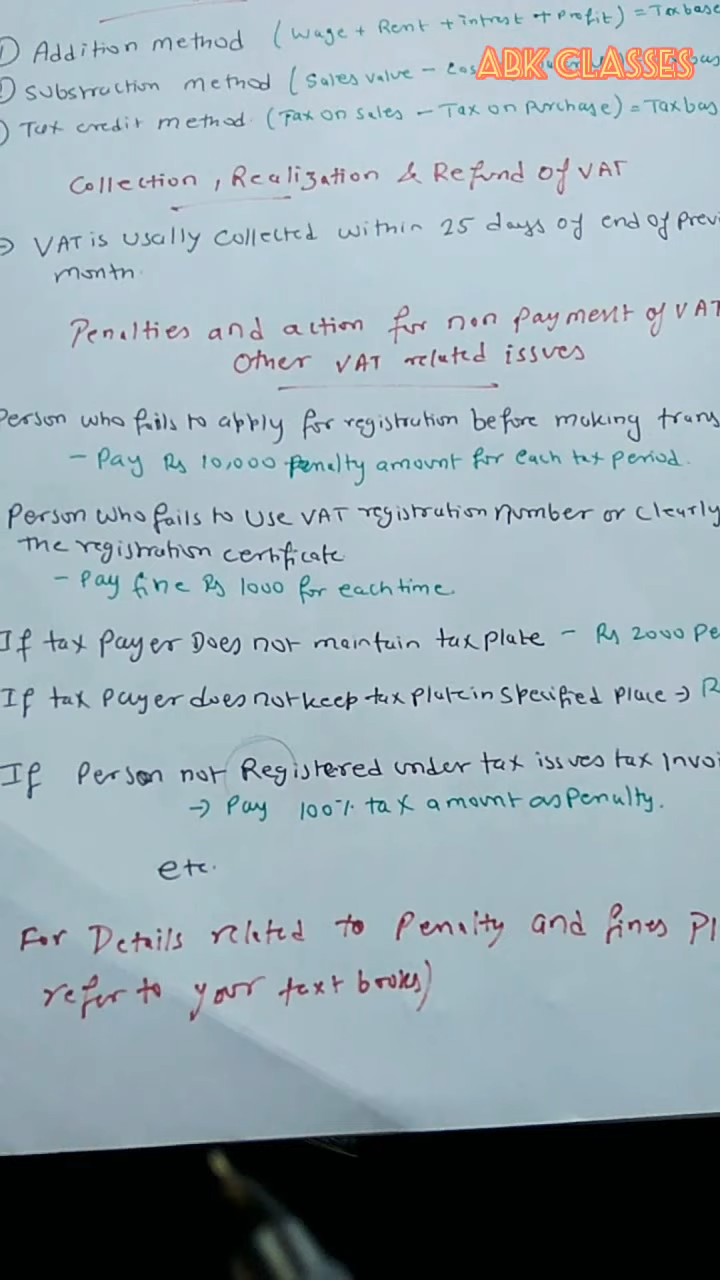 ① Addition method (Wage + Rent + intrest + Profit) = Tax base
substraction method (Sales value - Cos
ABK CLASSES
Tax credit method (Tax on sales - Tax on Purchase) = Tax bas
Collection, Realization & Refund of VAT
⇒ VAT is usally collected within 25 days of end of Previ
month.
Penalties and action for non payment of VAT
Other VAT related issues
Person who fails to apply for registration before making trans
- Pay Rs 10,000 Penalty amount for each tax period.
Person who fails to use VAT registration number or clearly
the registration certificate
- Pay fine Rs 1000 for each time.
If tax payer Does not maintain tax plate - Rs 2000 Pe
If tax payer does not keep tax plate in specified place → R
If Person not Registered under tax issues tax Invoi
→ Pay 100% tax amount as Penalty.
etc.
For Details related to Penalty and fines Pl
refer to your text books)